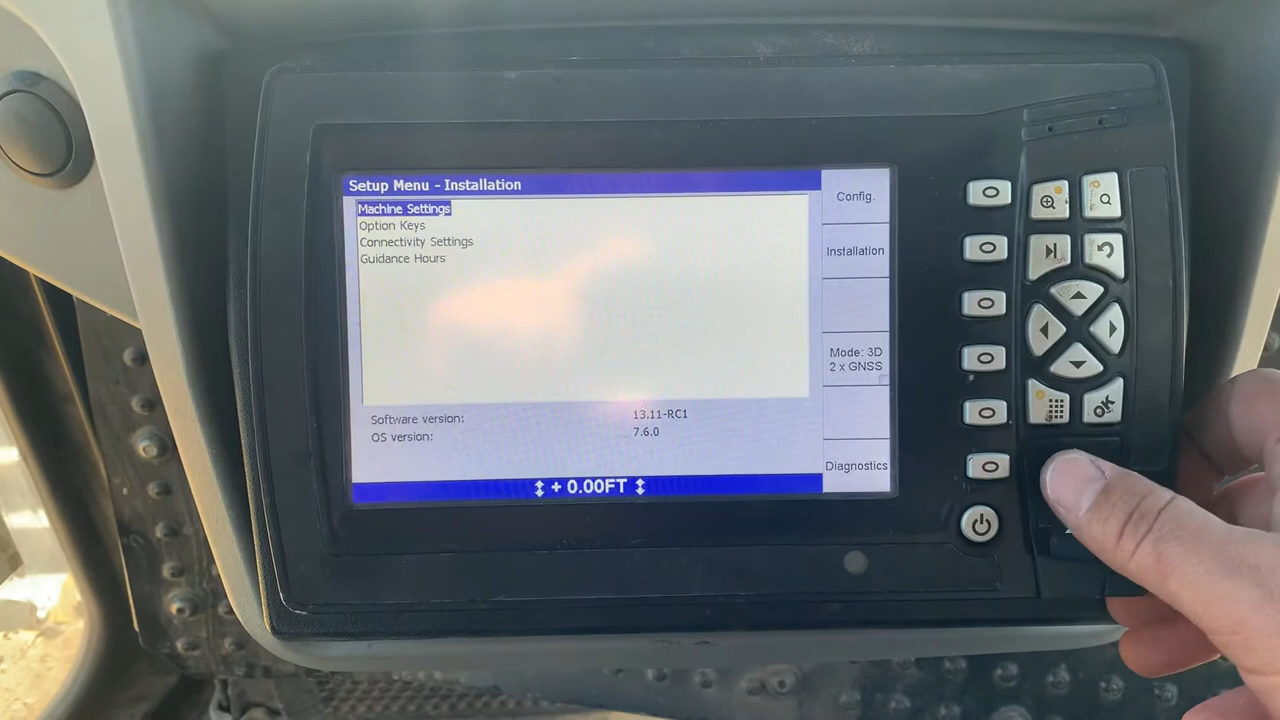 Setup Menu - Installation
Machine Settings
Option Keys
Connectivity Settings
Guidance Hours
Software version: 13.11-RC1
OS version: 7.6.0
+ 0.00FT
Config.
Installation
Mode: 3D
2 x GNSS
Diagnostics
OK